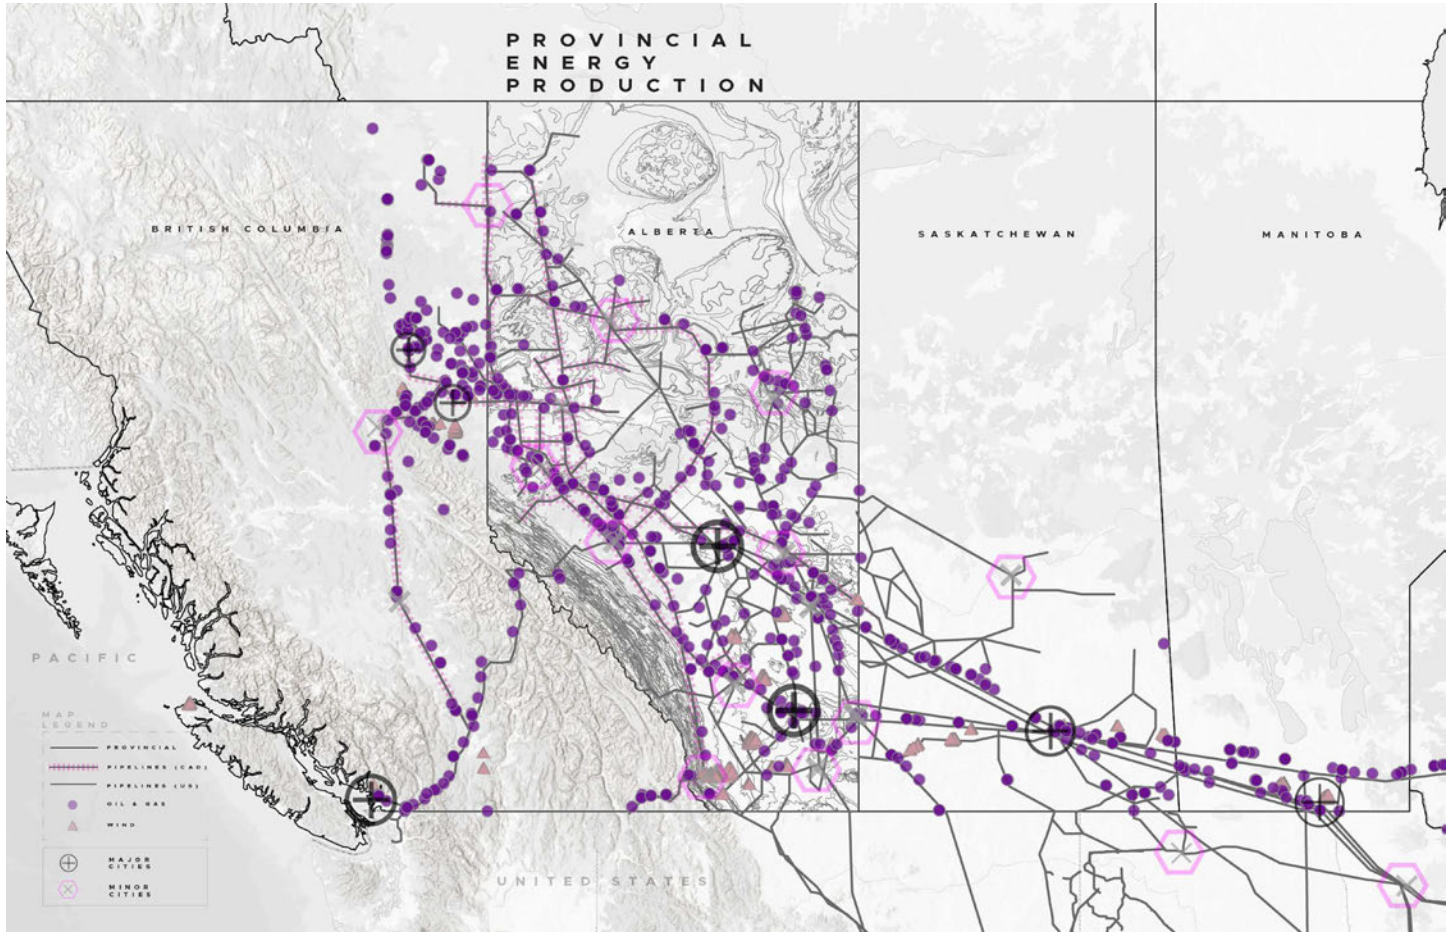 PROVINCIAL
ENERGY
PRODUCTION
BRITISH COLUMBIA
ALBERTA
SASKATCHEWAN
MANITOBA
PACIFIC
MAP
LEGEND
PROVINCIAL
PIPELINES (CAD)
PIPELINES (US)
OIL & GAS
WIND
MAJOR
CITIES
MINOR
CITIES
UNITED STATES